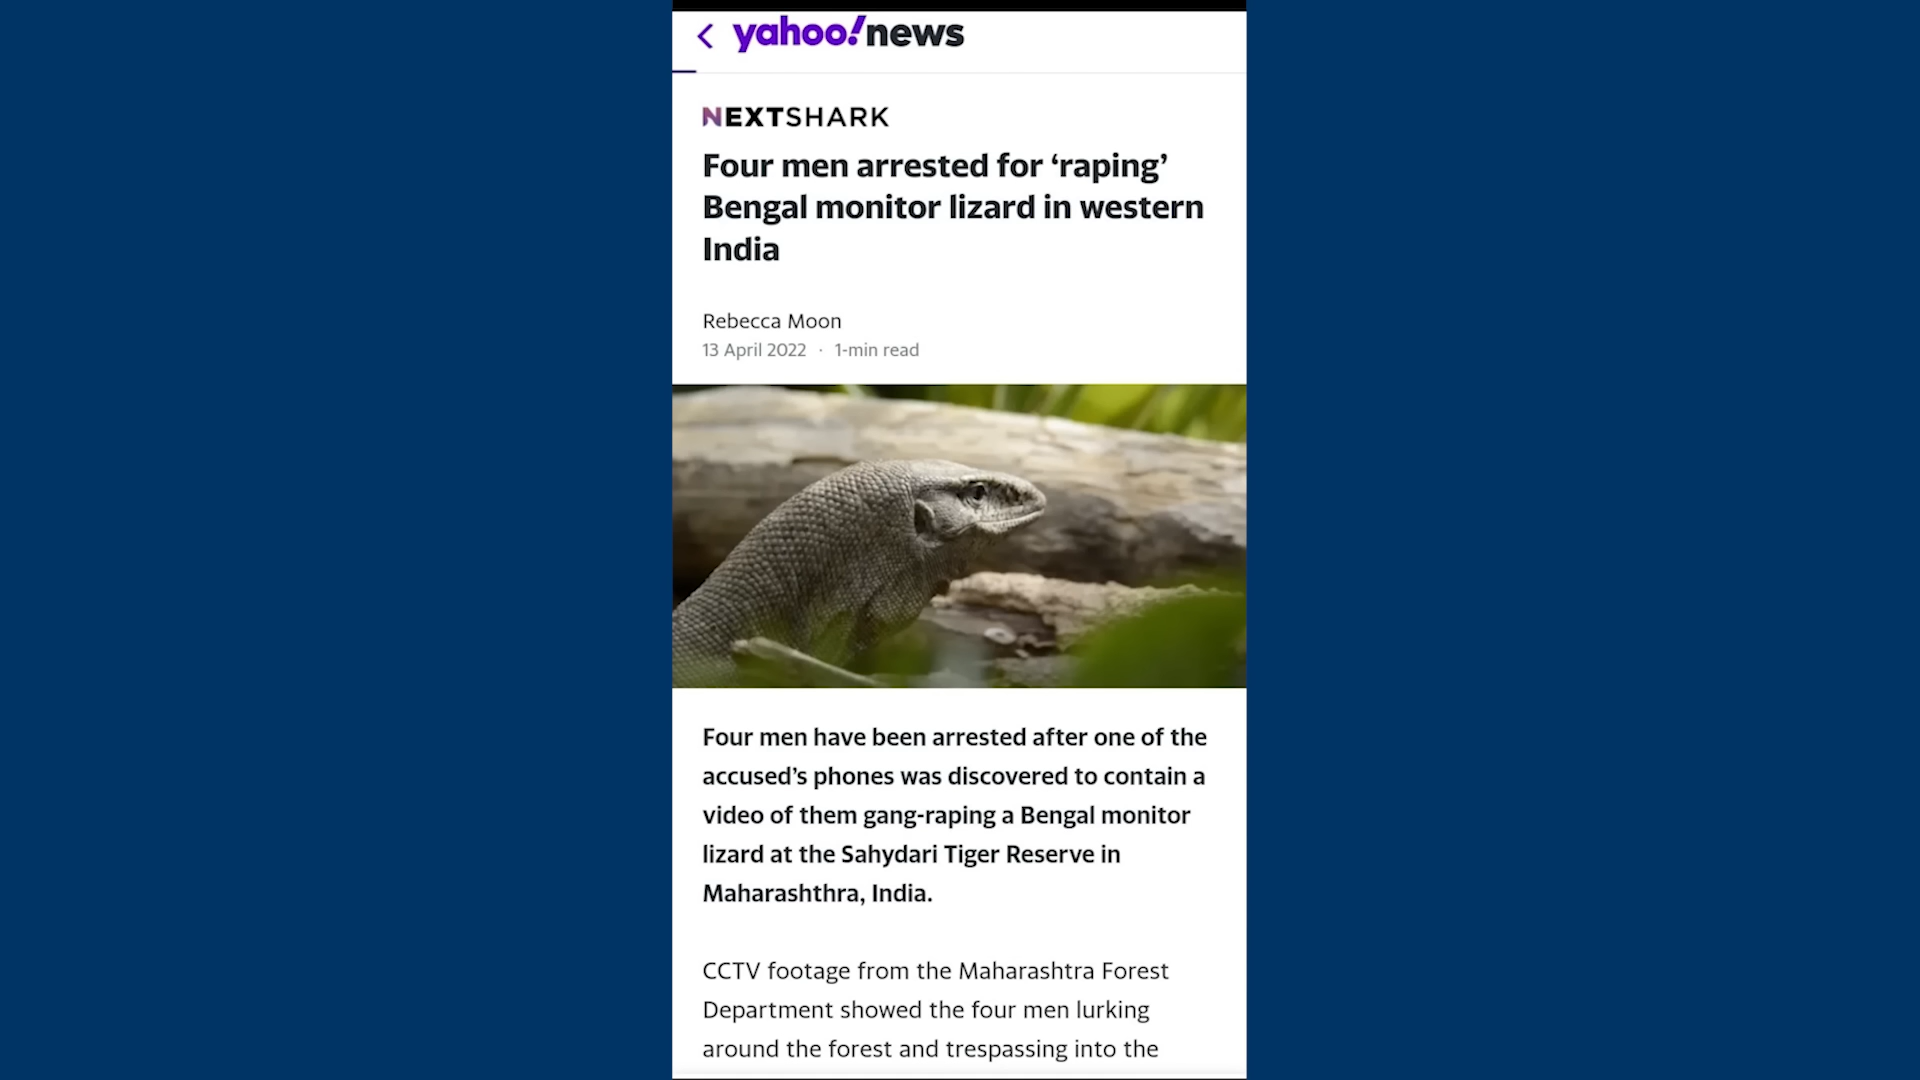 yahoo!news
NEXTSHARK
Four men arrested for ‘raping’
Bengal monitor lizard in western
India
Rebecca Moon
13 April 2022 · 1-min read
Four men have been arrested after one of the
accused’s phones was discovered to contain a
video of them gang-raping a Bengal monitor
lizard at the Sahydari Tiger Reserve in
Maharashthra, India.
CCTV footage from the Maharashtra Forest
Department showed the four men lurking
around the forest and trespassing into the